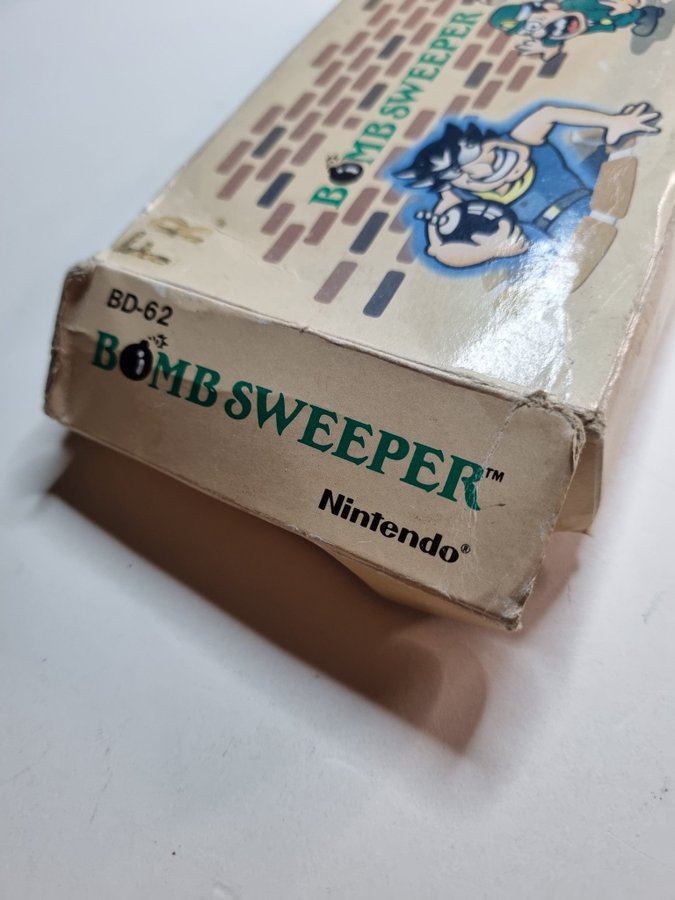 BOMB SWEEPER
F R.
BD-62
BOMB SWEEPER™
Nintendo®